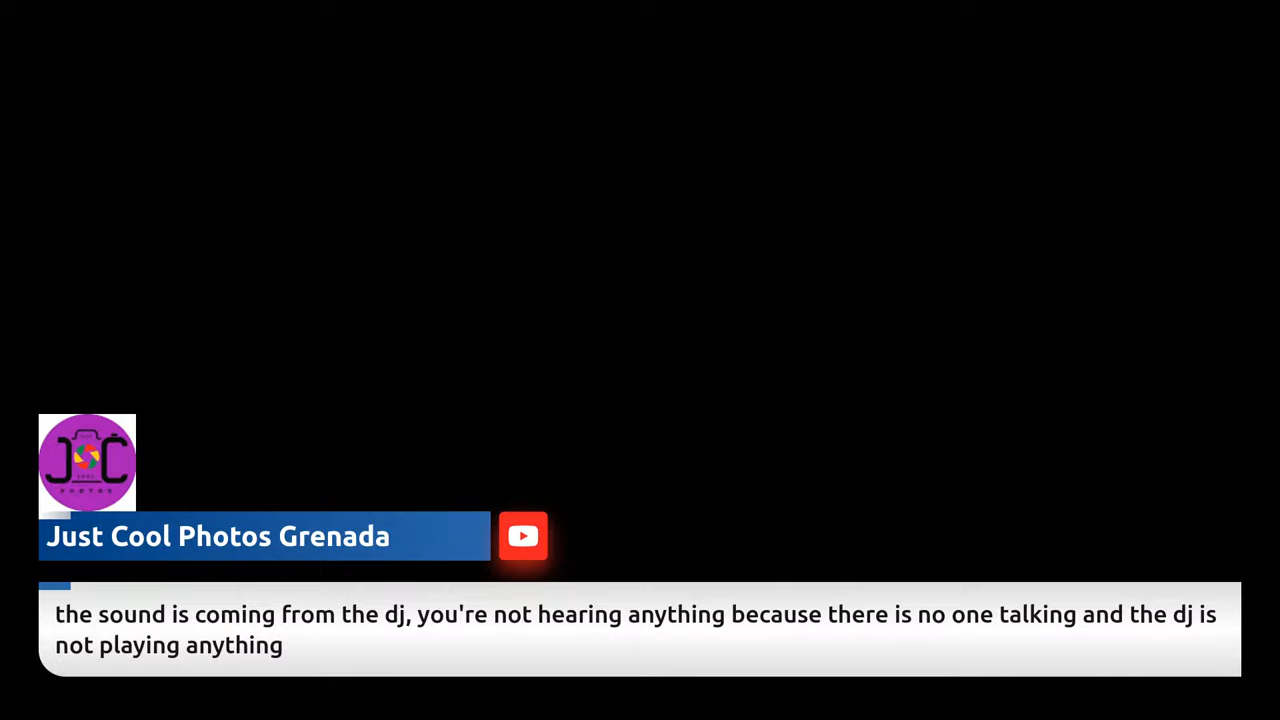 J C
PHOTOS
Just Cool Photos Grenada
the sound is coming from the dj, you're not hearing anything because there is no one talking and the dj is
not playing anything